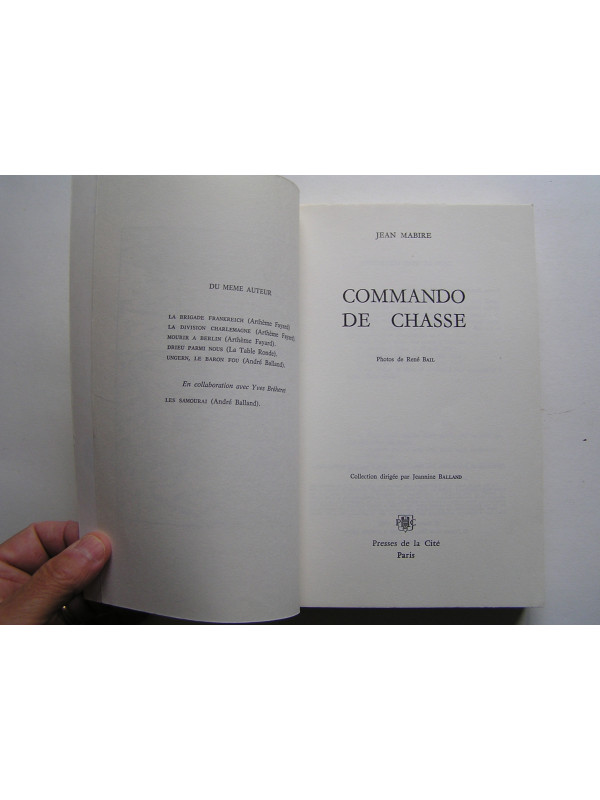 DU MEME AUTEUR
LA BRIGADE FRANKREICH (Arthème Fayard).
LA DIVISION CHARLEMAGNE (Arthème Fayard).
MOURIR A BERLIN (Arthème Fayard).
DRIEU PARMI NOUS (La Table Ronde).
UNGERN, LE BARON FOU (André Balland).
En collaboration avec Yves Bréheret
LES SAMOURAI (André Balland).
JEAN MABIRE
COMMANDO
DE CHASSE
Photos de René BAIL
Collection dirigée par Jeannine BALLAND
PC
Presses de la Cité
Paris